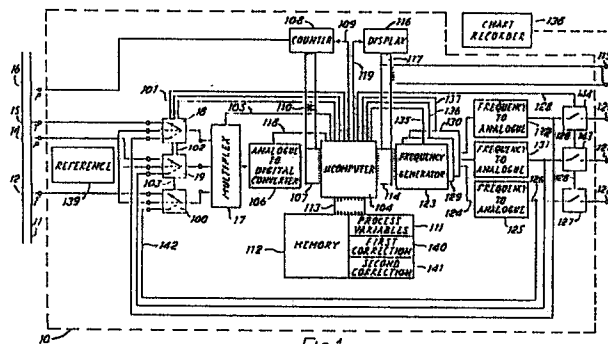 CHART
RECORDER
138
108
109
116
COUNTER
DISPLAY
117
119
16
101
15
14
18
102
19
103
100
12
11
REFERENCE
139
MULTIPLEX
17
110
118
ANALOGUE
TO
DIGITAL
CONVERTER
106
107
µCOMPUTER
104
113
114
135
137
136
130
FREQUENCY
GENERATOR
123
129
124
FREQUENCY
TO
ANALOGUE
128
134
FREQUENCY
TO
ANALOGUE
131
126
FREQUENCY
TO
ANALOGUE
125
127
112
MEMORY
PROCESS
VARIABLES
111
FIRST
CORRECTION
140
SECOND
CORRECTION
141
142
10
Fig 1